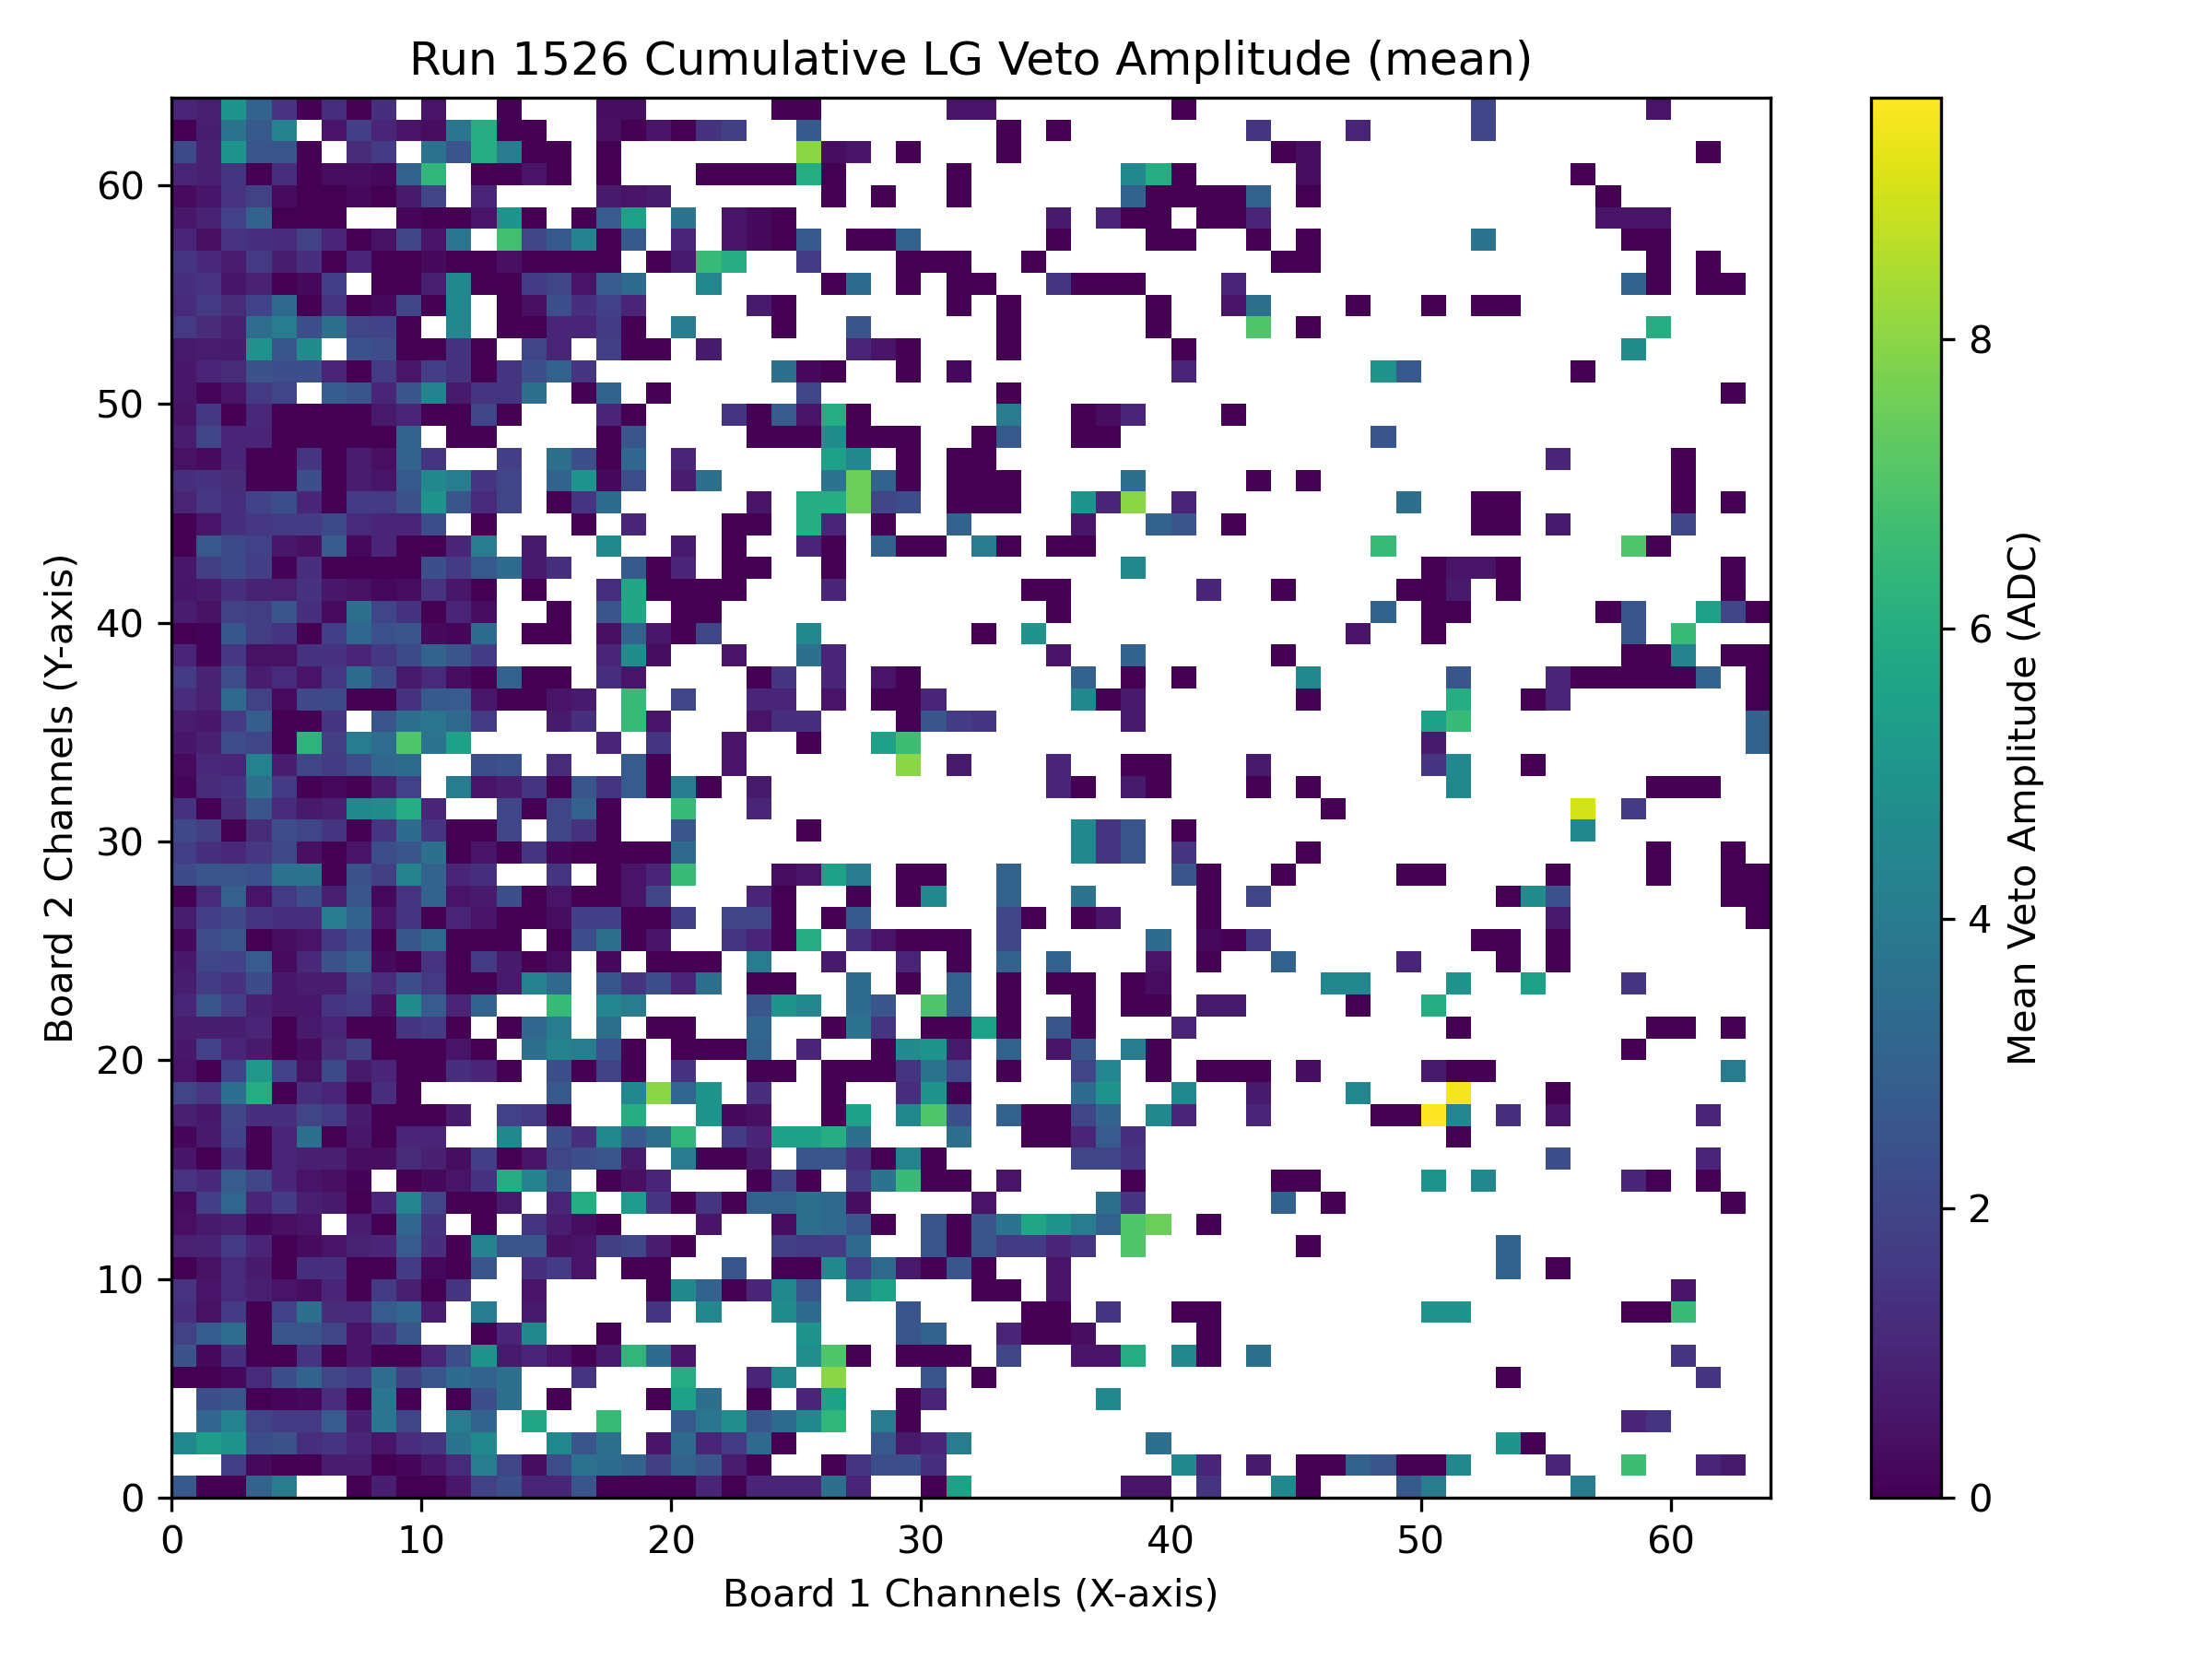 Run 1526 Cumulative LG Veto Amplitude (mean)
60
50
40
30
20
10
0
Board 2 Channels (Y-axis)
0 10 20 30 40 50 60
Board 1 Channels (X-axis)
8
6
4
2
0
Mean Veto Amplitude (ADC)